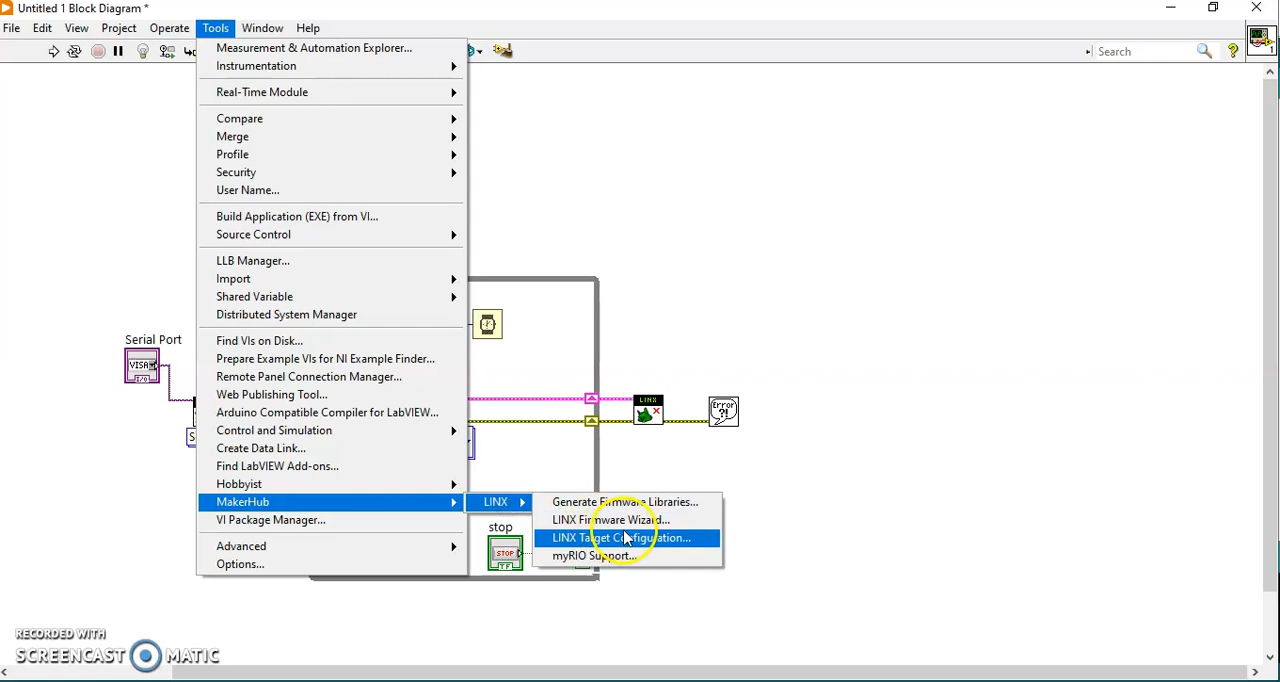 Untitled 1 Block Diagram *
File Edit View Project Operate Tools Window Help
Search
?
Measurement & Automation Explorer...
Instrumentation
Real-Time Module
Compare
Merge
Profile
Security
User Name...
Build Application (EXE) from VI...
Source Control
LLB Manager...
Import
Shared Variable
Distributed System Manager
Find VIs on Disk...
Prepare Example VIs for NI Example Finder...
Remote Panel Connection Manager...
Web Publishing Tool...
Arduino Compatible Compiler for LabVIEW...
Control and Simulation
Create Data Link...
Find LabVIEW Add-ons...
Hobbyist
MakerHub
VI Package Manager...
Advanced
Options...
LINX
Generate Firmware Libraries...
LINX Firmware Wizard...
LINX Target Configuration...
myRIO Support...
Serial Port
VISA
I/O
S
LINX
Error
?!
stop
STOP
TF
RECORDED WITH
SCREENCAST MATIC